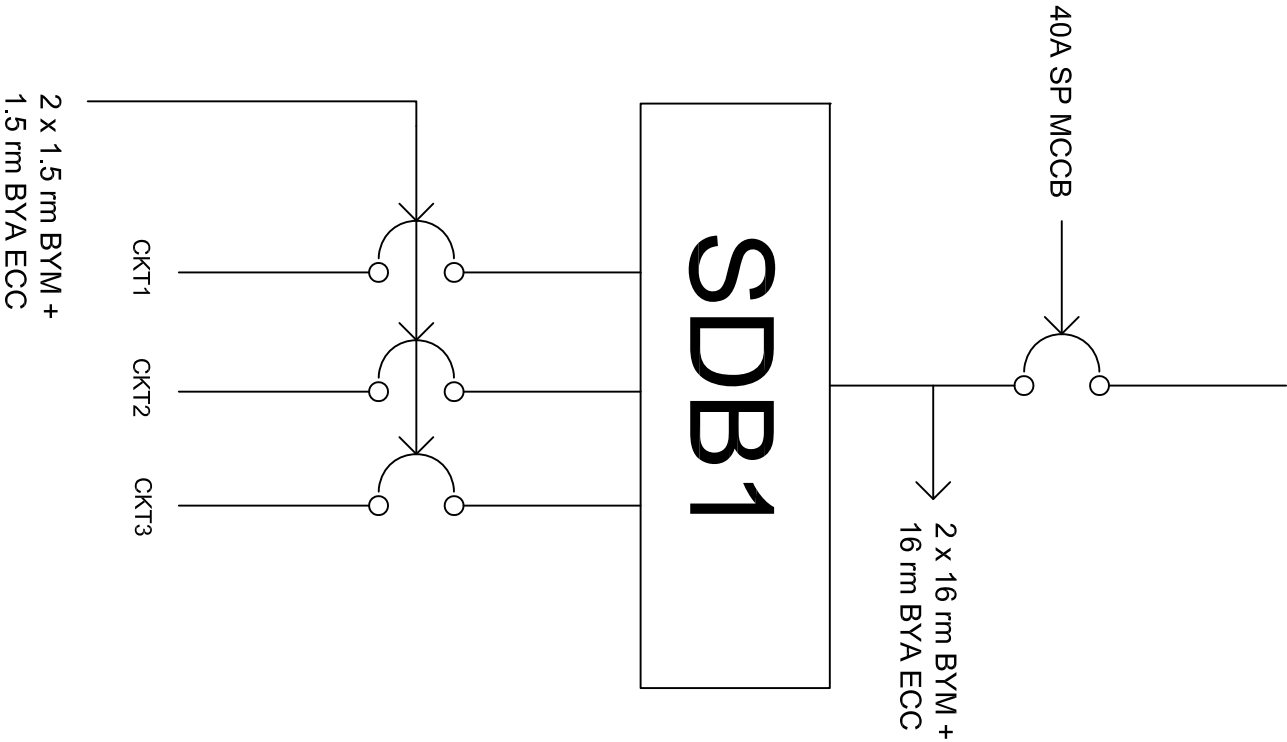 40A SP MCCB
2 x 16 rm BYM +
16 rm BYA ECC
SDB1
CKT1
CKT2
CKT3
2 x 1.5 rm BYM +
1.5 rm BYA ECC